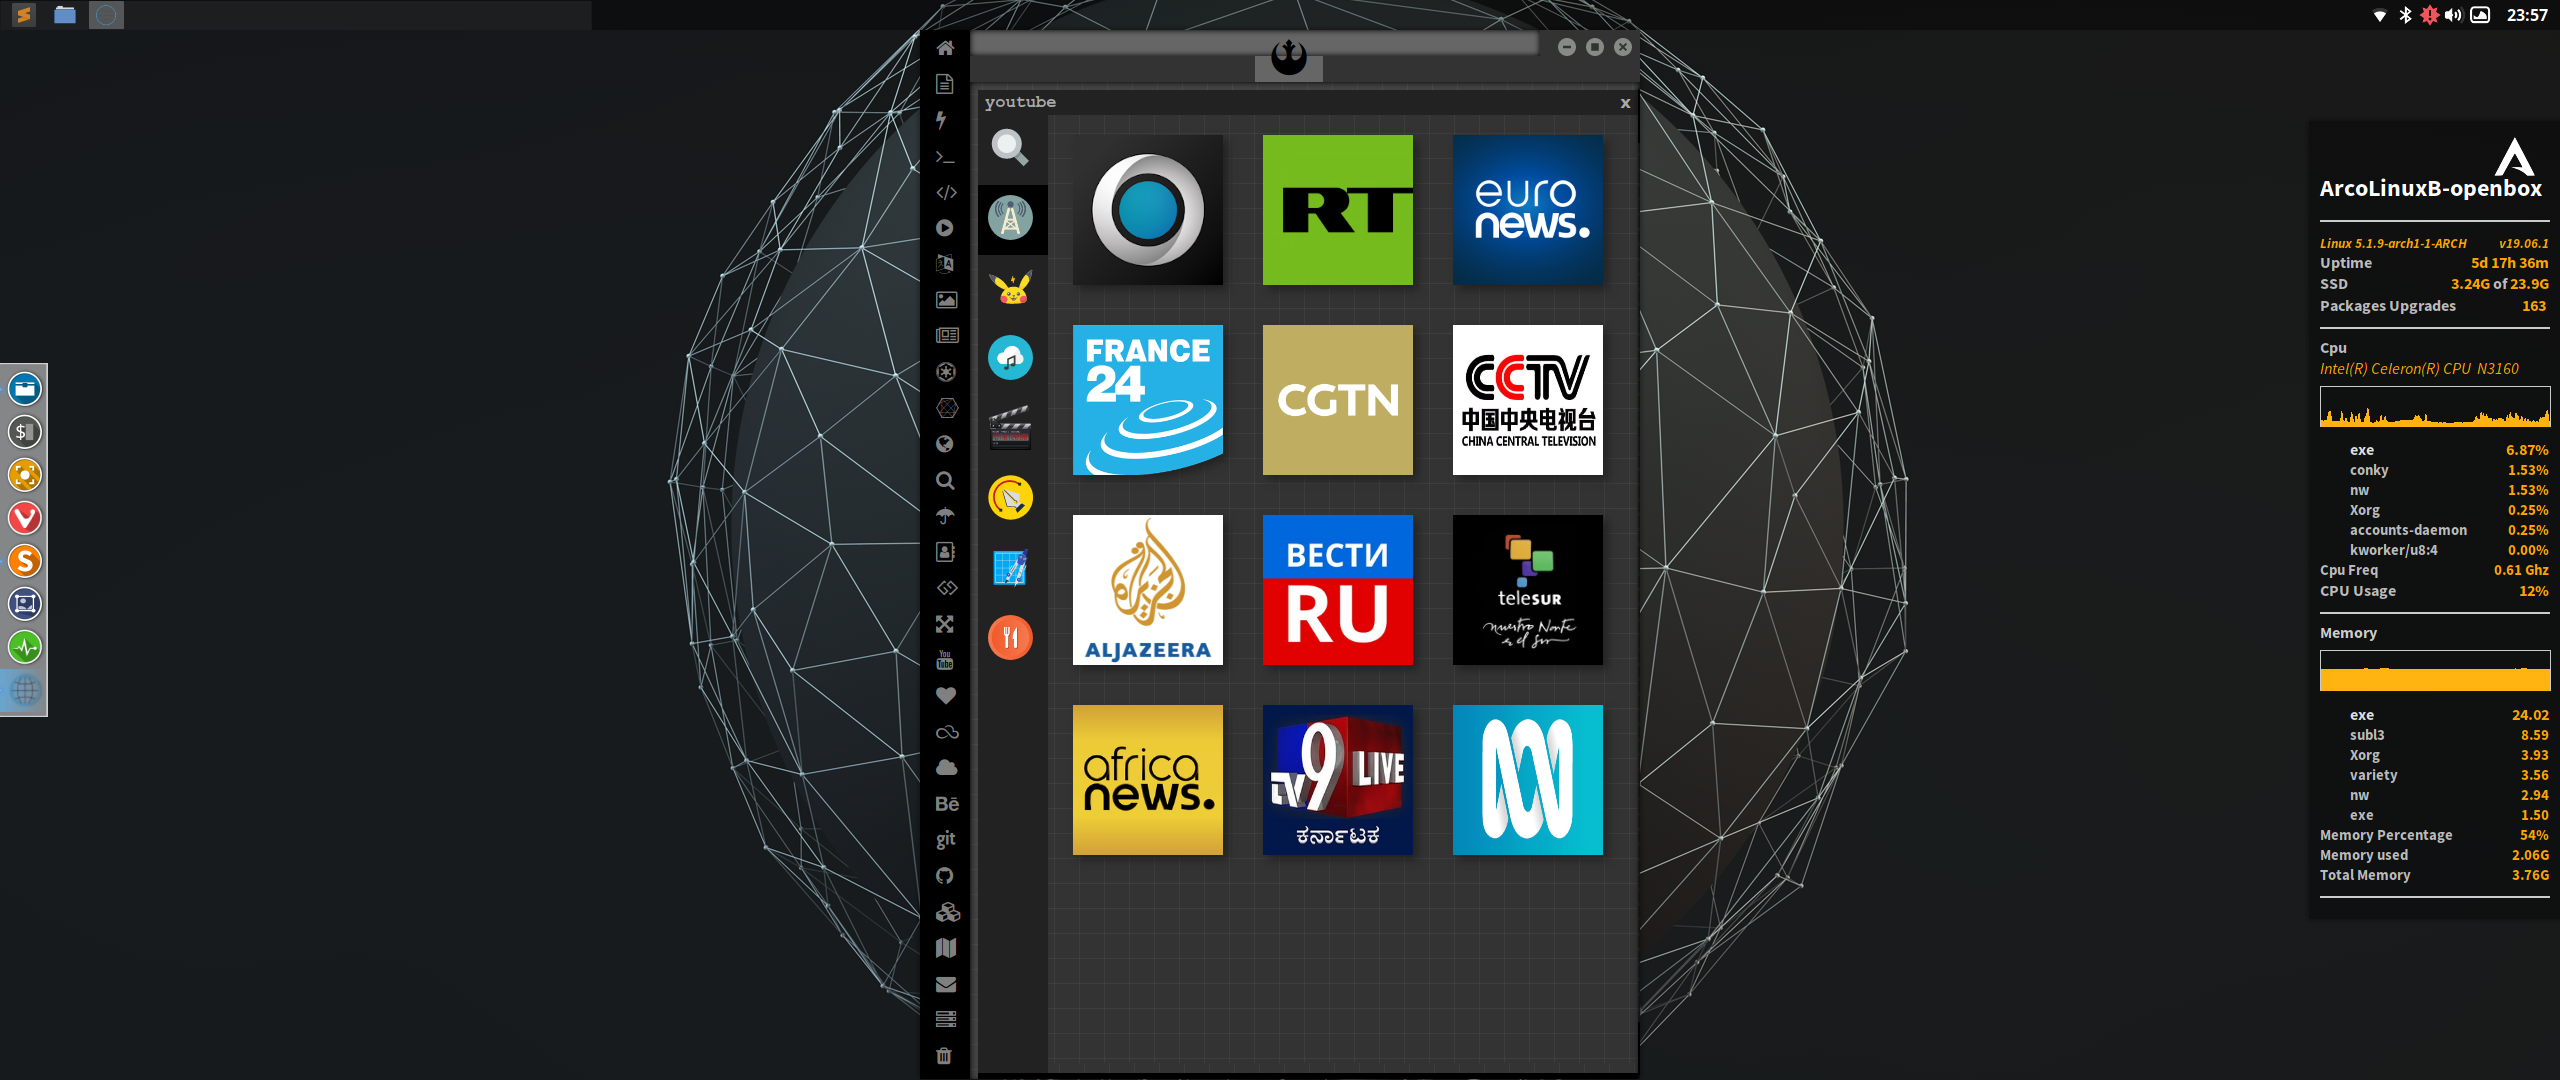 23:57
youtube
x
RT
euro
news.
FRANCE
24
CGTN
CCTV
中国中央电视台
CHINA CENTRAL TELEVISION
ALJAZEERA
ВЕСТИ
RU
teleSUR
nuestro Norte
es el Sur
africa
news.
TV9 LIVE
ಕರ್ನಾಟಕ
You
Tube
Bē
git
ArcoLinuxB-openbox
Linux 5.1.9-arch1-1-ARCH v19.06.1
Uptime 5d 17h 36m
SSD 3.24G of 23.9G
Packages Upgrades 163
Cpu
Intel(R) Celeron(R) CPU N3160
exe 6.87%
conky 1.53%
nw 1.53%
Xorg 0.25%
accounts-daemon 0.25%
kworker/u8:4 0.00%
Cpu Freq 0.61 Ghz
CPU Usage 12%
Memory
exe 24.02
subl3 8.59
Xorg 3.93
variety 3.56
nw 2.94
exe 1.50
Memory Percentage 54%
Memory used 2.06G
Total Memory 3.76G